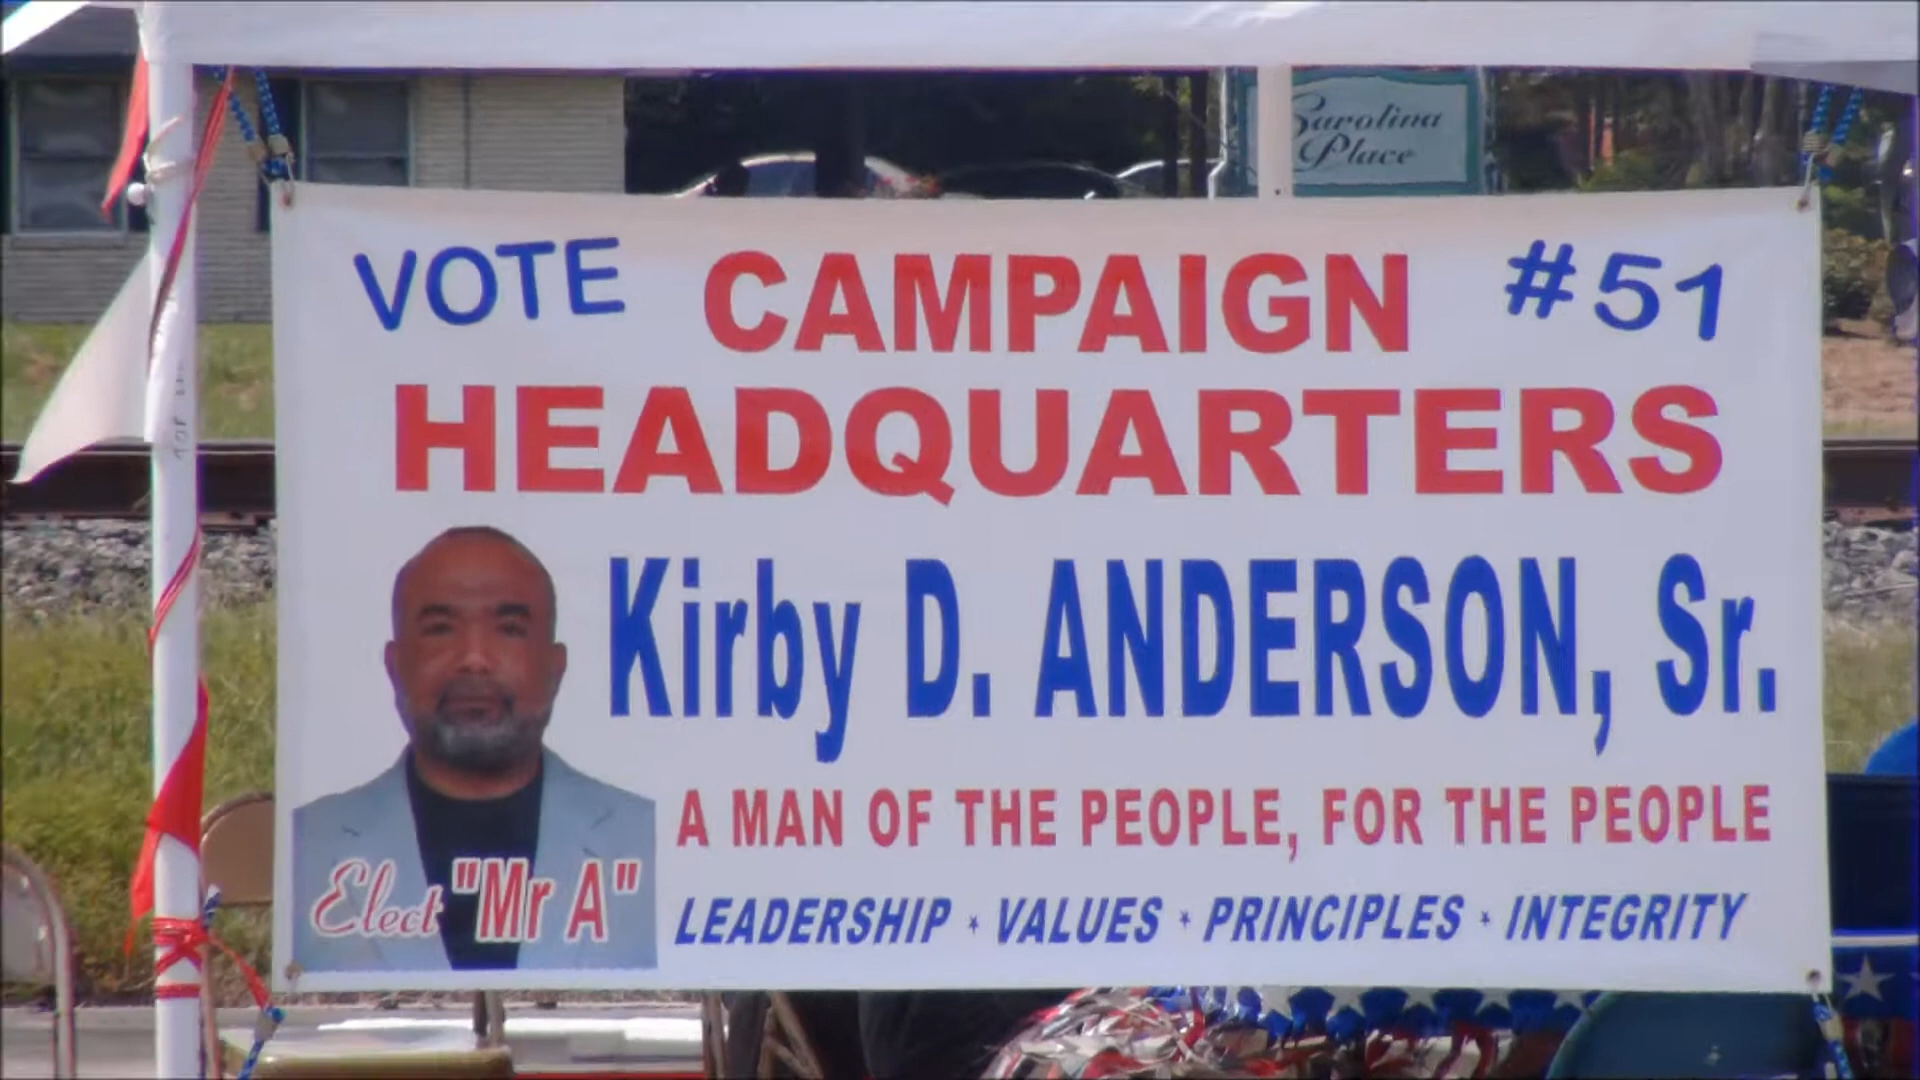 Carolina
Place
VOTE CAMPAIGN #51
HEADQUARTERS
Kirby D. ANDERSON, Sr.
A MAN OF THE PEOPLE, FOR THE PEOPLE
Elect "Mr A"
LEADERSHIP * VALUES * PRINCIPLES * INTEGRITY